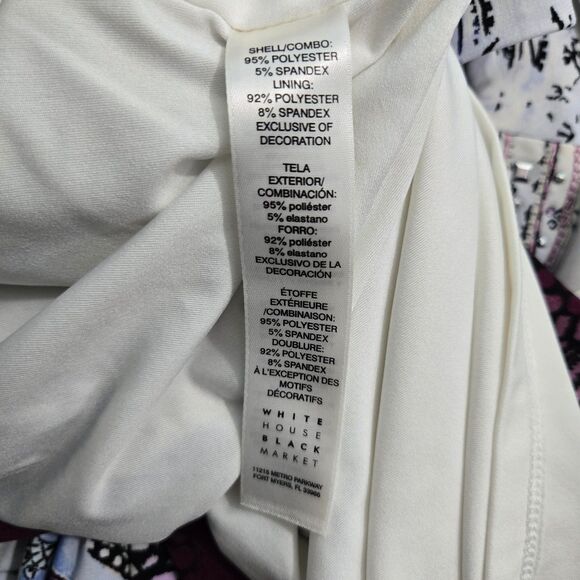 SHELL/COMBO:
95% POLYESTER
5% SPANDEX
LINING:
92% POLYESTER
8% SPANDEX
EXCLUSIVE OF
DECORATION
TELA
EXTERIOR/
COMBINACIÓN:
95% poliéster
5% elastano
FORRO:
92% poliéster
8% elastano
EXCLUSIVO DE LA
DECORACIÓN
ÉTOFFE
EXTÉRIEURE
/COMBINAISON:
95% POLYESTER
5% SPANDEX
DOUBLURE:
92% POLYESTER
8% SPANDEX
À L'EXCEPTION DES
MOTIFS
DÉCORATIFS
WHITE
HOUSE
BLACK
MARKET
11215 METRO PARKWAY
FORT MYERS, FL 33966